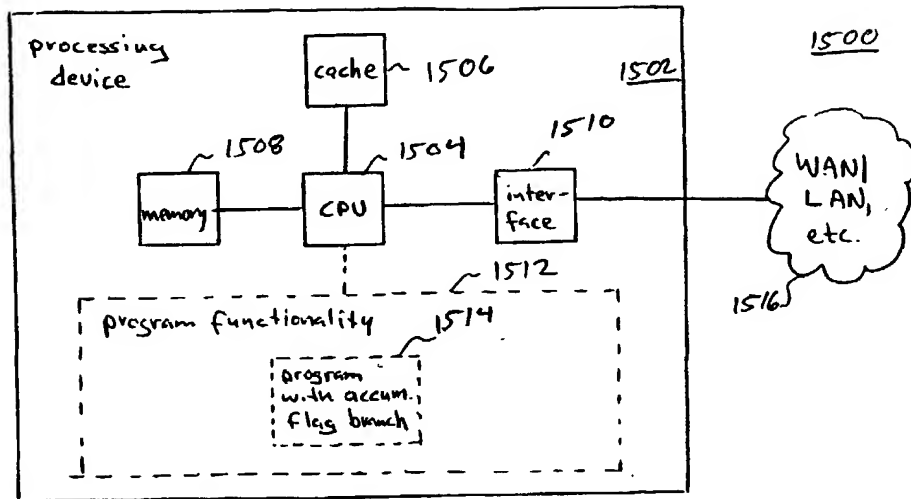 processing
device
1500
cache
1506
1502
1508
1504
1510
memory
CPU
inter-
face
WAN/
LAN,
etc.
1512
1516
program functionality
1514
program
with accum.
flag branch